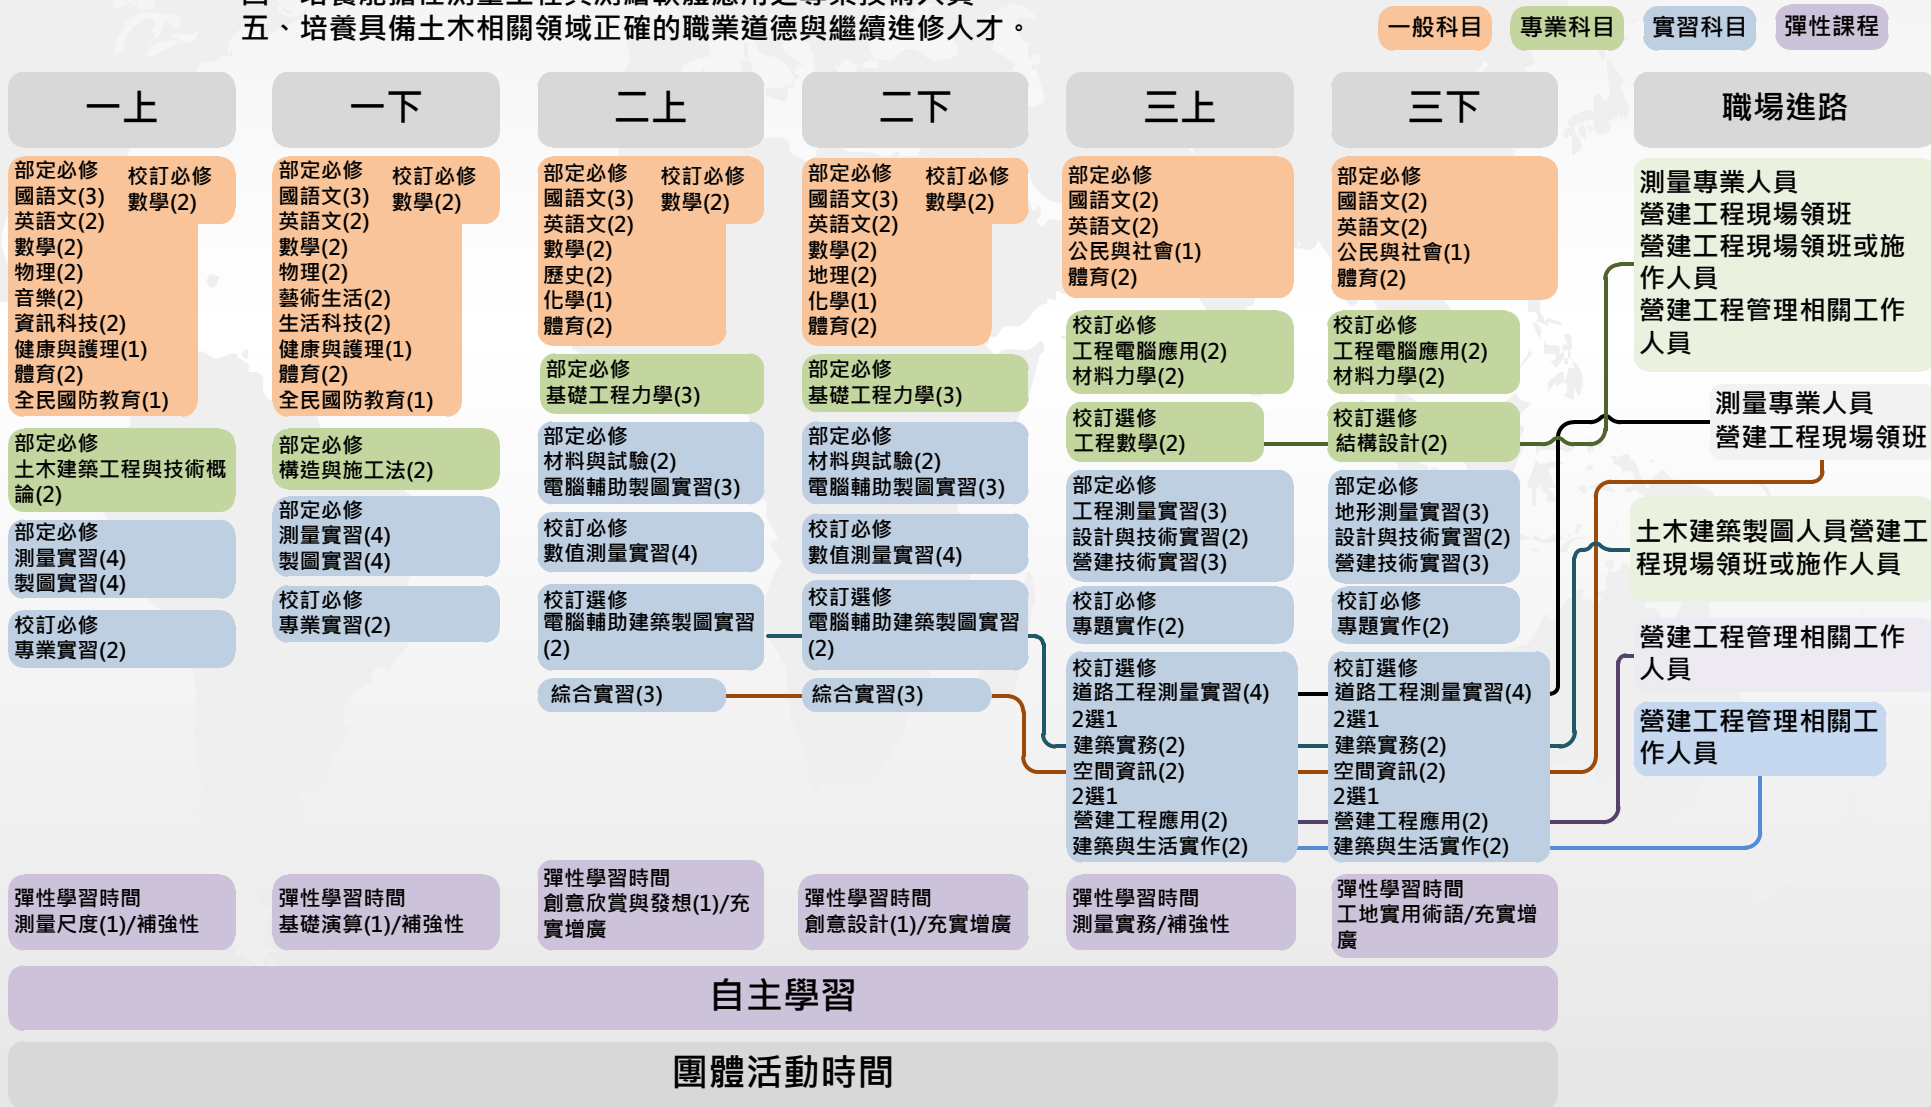 四、培養能擔任測量工程與測繪軟體應用之專業技術人員
五、培養具備土木相關領域正確的職業道德與繼續進修人才。
一般科目
專業科目
實習科目
彈性課程
一上
一下
二上
二下
三上
三下
職場進路
部定必修
國語文(3)
英語文(2)
數學(2)
物理(2)
音樂(2)
資訊科技(2)
健康與護理(1)
體育(2)
全民國防教育(1)
校訂必修
數學(2)
部定必修
土木建築工程與技術概
論(2)
部定必修
測量實習(4)
製圖實習(4)
校訂必修
專業實習(2)
部定必修
國語文(3)
英語文(2)
數學(2)
物理(2)
藝術生活(2)
生活科技(2)
健康與護理(1)
體育(2)
全民國防教育(1)
校訂必修
數學(2)
部定必修
構造與施工法(2)
部定必修
測量實習(4)
製圖實習(4)
校訂必修
專業實習(2)
部定必修
國語文(3)
英語文(2)
數學(2)
歷史(2)
化學(1)
體育(2)
校訂必修
數學(2)
部定必修
基礎工程力學(3)
部定必修
材料與試驗(2)
電腦輔助製圖實習(3)
校訂必修
數值測量實習(4)
校訂選修
電腦輔助建築製圖實習
(2)
綜合實習(3)
部定必修
國語文(3)
英語文(2)
數學(2)
地理(2)
化學(1)
體育(2)
校訂必修
數學(2)
部定必修
基礎工程力學(3)
部定必修
材料與試驗(2)
電腦輔助製圖實習(3)
校訂必修
數值測量實習(4)
校訂選修
電腦輔助建築製圖實習
(2)
綜合實習(3)
部定必修
國語文(2)
英語文(2)
公民與社會(1)
體育(2)
校訂必修
工程電腦應用(2)
材料力學(2)
校訂選修
工程數學(2)
部定必修
工程測量實習(3)
設計與技術實習(2)
營建技術實習(3)
校訂必修
專題實作(2)
校訂選修
道路工程測量實習(4)
2選1
建築實務(2)
空間資訊(2)
2選1
營建工程應用(2)
建築與生活實作(2)
部定必修
國語文(2)
英語文(2)
公民與社會(1)
體育(2)
校訂必修
工程電腦應用(2)
材料力學(2)
校訂選修
結構設計(2)
部定必修
地形測量實習(3)
設計與技術實習(2)
營建技術實習(3)
校訂必修
專題實作(2)
校訂選修
道路工程測量實習(4)
2選1
建築實務(2)
空間資訊(2)
2選1
營建工程應用(2)
建築與生活實作(2)
測量專業人員
營建工程現場領班
營建工程現場領班或施
作人員
營建工程管理相關工作
人員
測量專業人員
營建工程現場領班
土木建築製圖人員營建工
程現場領班或施作人員
營建工程管理相關工作
人員
營建工程管理相關工
作人員
彈性學習時間
測量尺度(1)/補強性
彈性學習時間
基礎演算(1)/補強性
彈性學習時間
創意欣賞與發想(1)/充
實增廣
彈性學習時間
創意設計(1)/充實增廣
彈性學習時間
測量實務/補強性
彈性學習時間
工地實用術語/充實增
廣
自主學習
團體活動時間